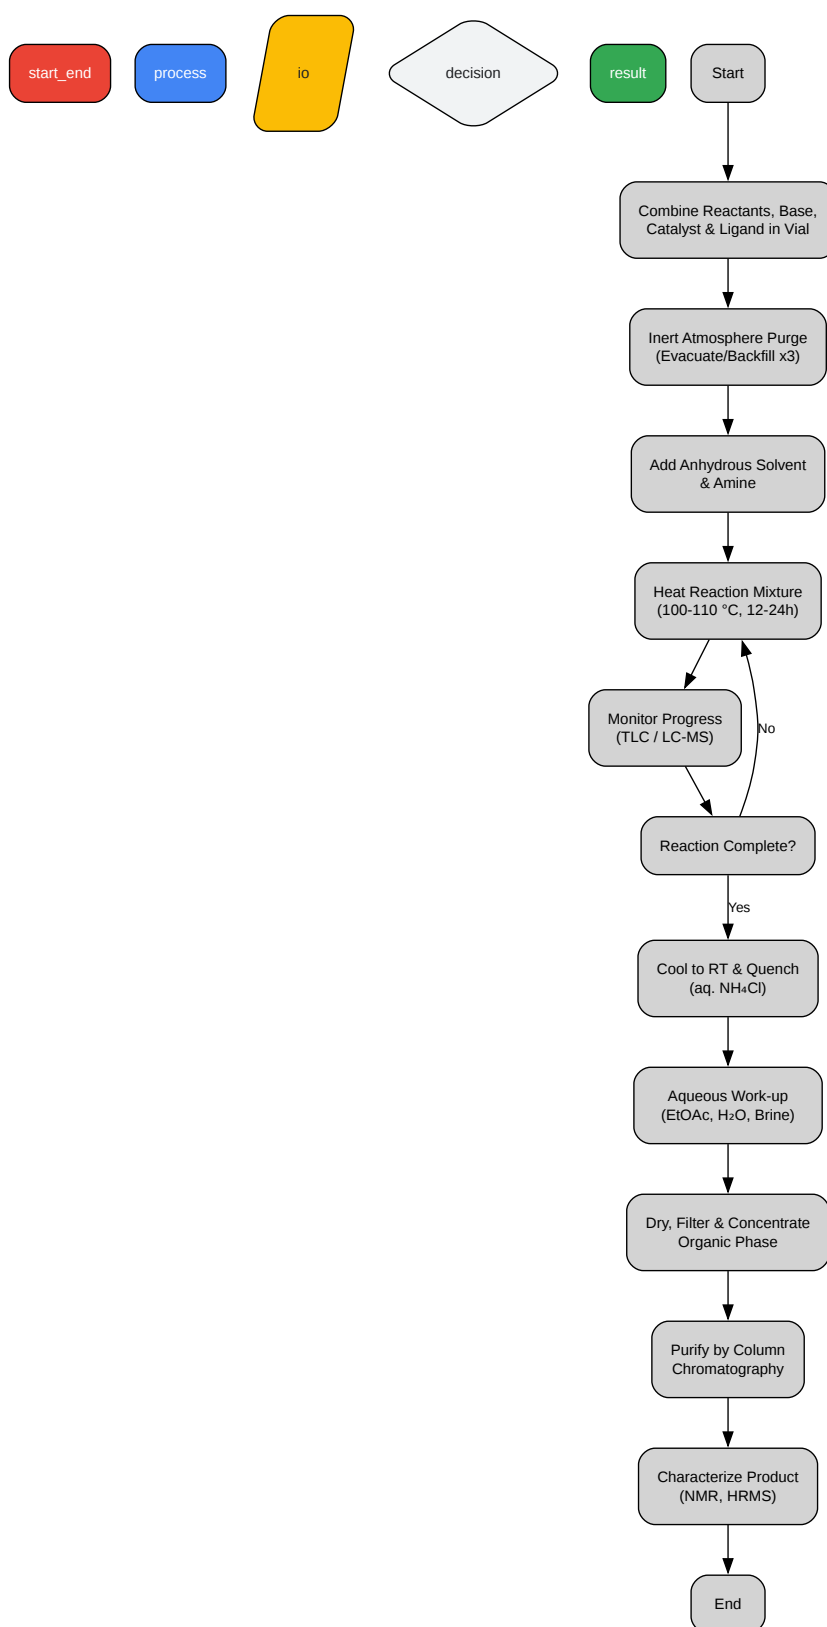 start_end
process
io
decision
result
Start
Combine Reactants, Base,
Catalyst & Ligand in Vial
Inert Atmosphere Purge
(Evacuate/Backfill x3)
Add Anhydrous Solvent
& Amine
Heat Reaction Mixture
(100-110 °C, 12-24h)
Monitor Progress
(TLC / LC-MS)
No
Reaction Complete?
Yes
Cool to RT & Quench
(aq. NH₄Cl)
Aqueous Work-up
(EtOAc, H₂O, Brine)
Dry, Filter & Concentrate
Organic Phase
Purify by Column
Chromatography
Characterize Product
(NMR, HRMS)
End